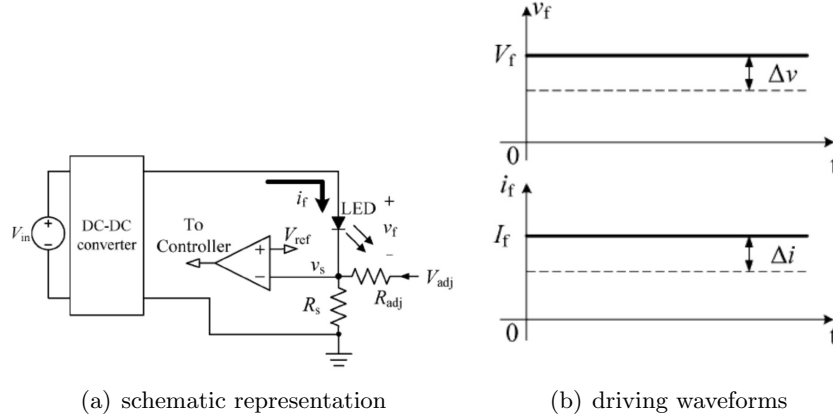 v_f
V_f
Δv
0
t
i_f
I_f
Δi
0
t
V_in
DC-DC
converter
To
Controller
V_ref
i_f
LED
+
v_f
-
v_s
R_s
R_adj
V_adj
+
-
+
−
(a) schematic representation
(b) driving waveforms